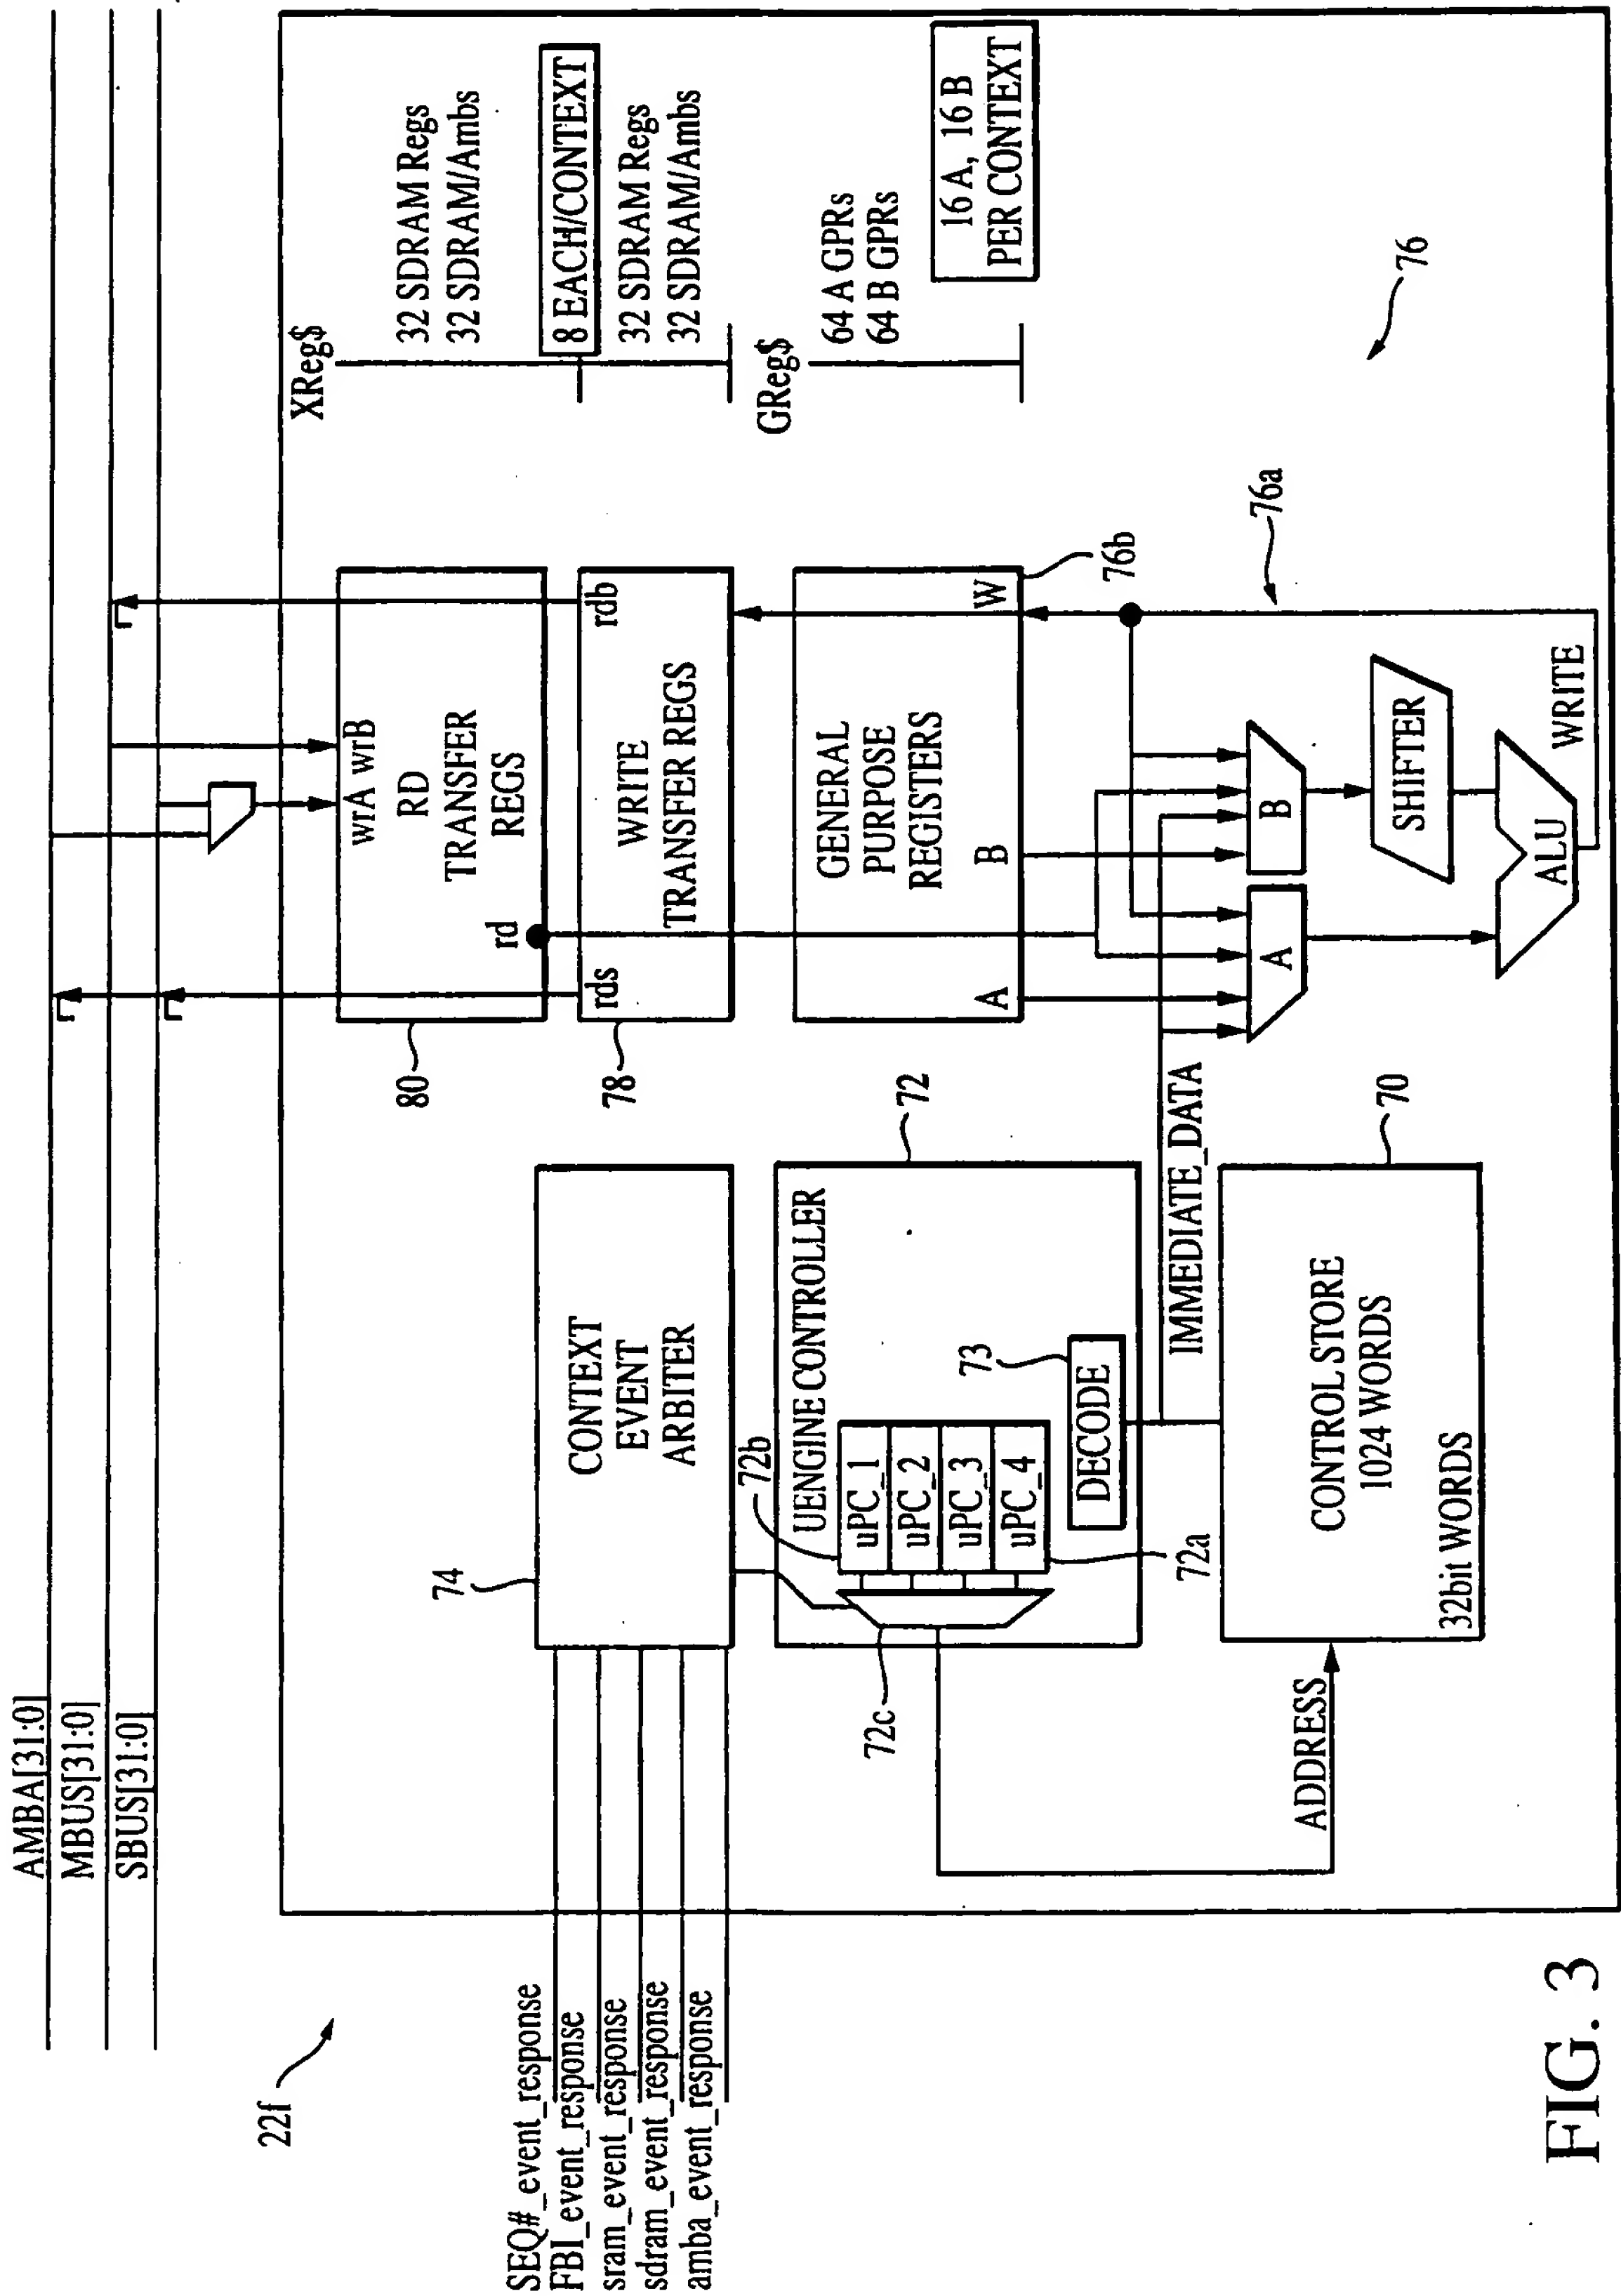 AMBA[31:0]
MBUS[31:0]
SBUS[31:0]
22f
SEQ#_event_response
FBI_event_response
sram_event_response
sdram_event_response
amba_event_response
74
CONTEXT
EVENT
ARBITER
72
UENGINE CONTROLLER
72b
uPC_1
uPC_2
uPC_3
uPC_4
72c
72a
73
DECODE
ADDRESS
IMMEDIATE_DATA
70
CONTROL STORE
1024 WORDS
32bit WORDS
80
wrA wrB
RD
TRANSFER
REGS
rd
78
rds
rdb
WRITE
TRANSFER REGS
GENERAL
PURPOSE
REGISTERS
A
B
W
76b
76a
A
B
SHIFTER
ALU
WRITE
XReg$
32 SDRAM Regs
32 SDRAM/Ambs
8 EACH/CONTEXT
32 SDRAM Regs
32 SDRAM/Ambs
GReg$
64 A GPRs
64 B GPRs
16 A, 16 B
PER CONTEXT
76
FIG. 3